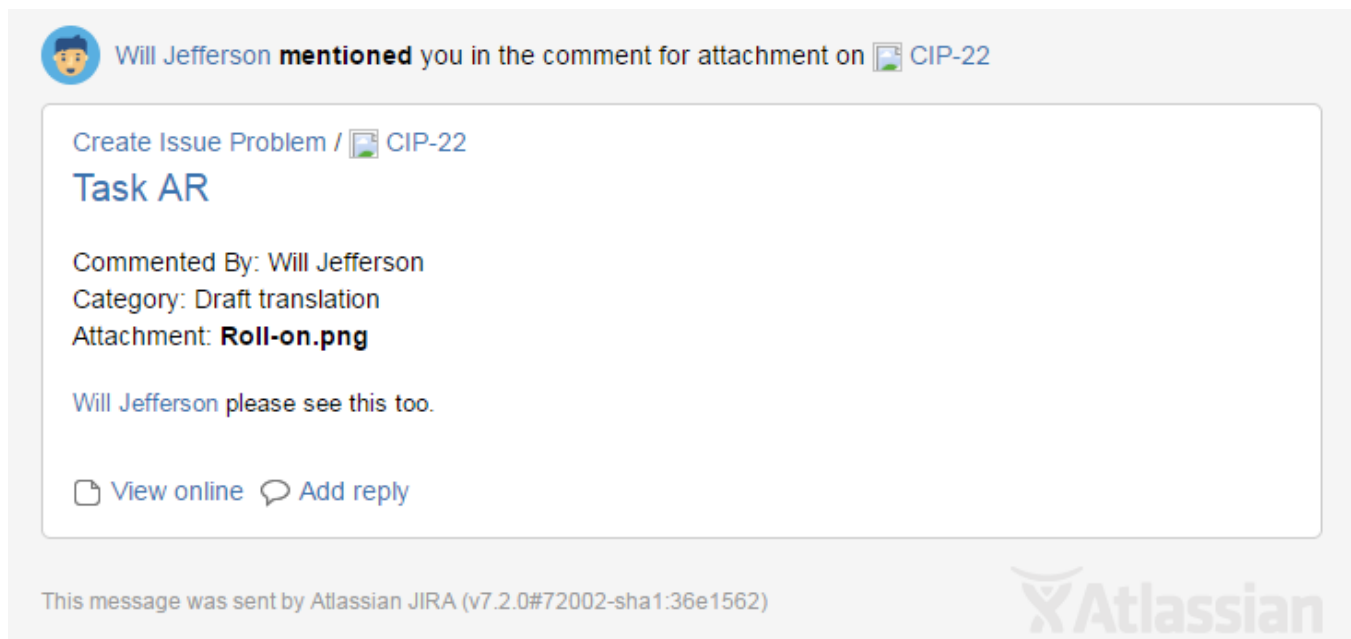 Will Jefferson mentioned you in the comment for attachment on CIP-22
Create Issue Problem / CIP-22
Task AR
Commented By: Will Jefferson
Category: Draft translation
Attachment: Roll-on.png
Will Jefferson please see this too.
View online Add reply
This message was sent by Atlassian JIRA (v7.2.0#72002-sha1:36e1562)
Atlassian